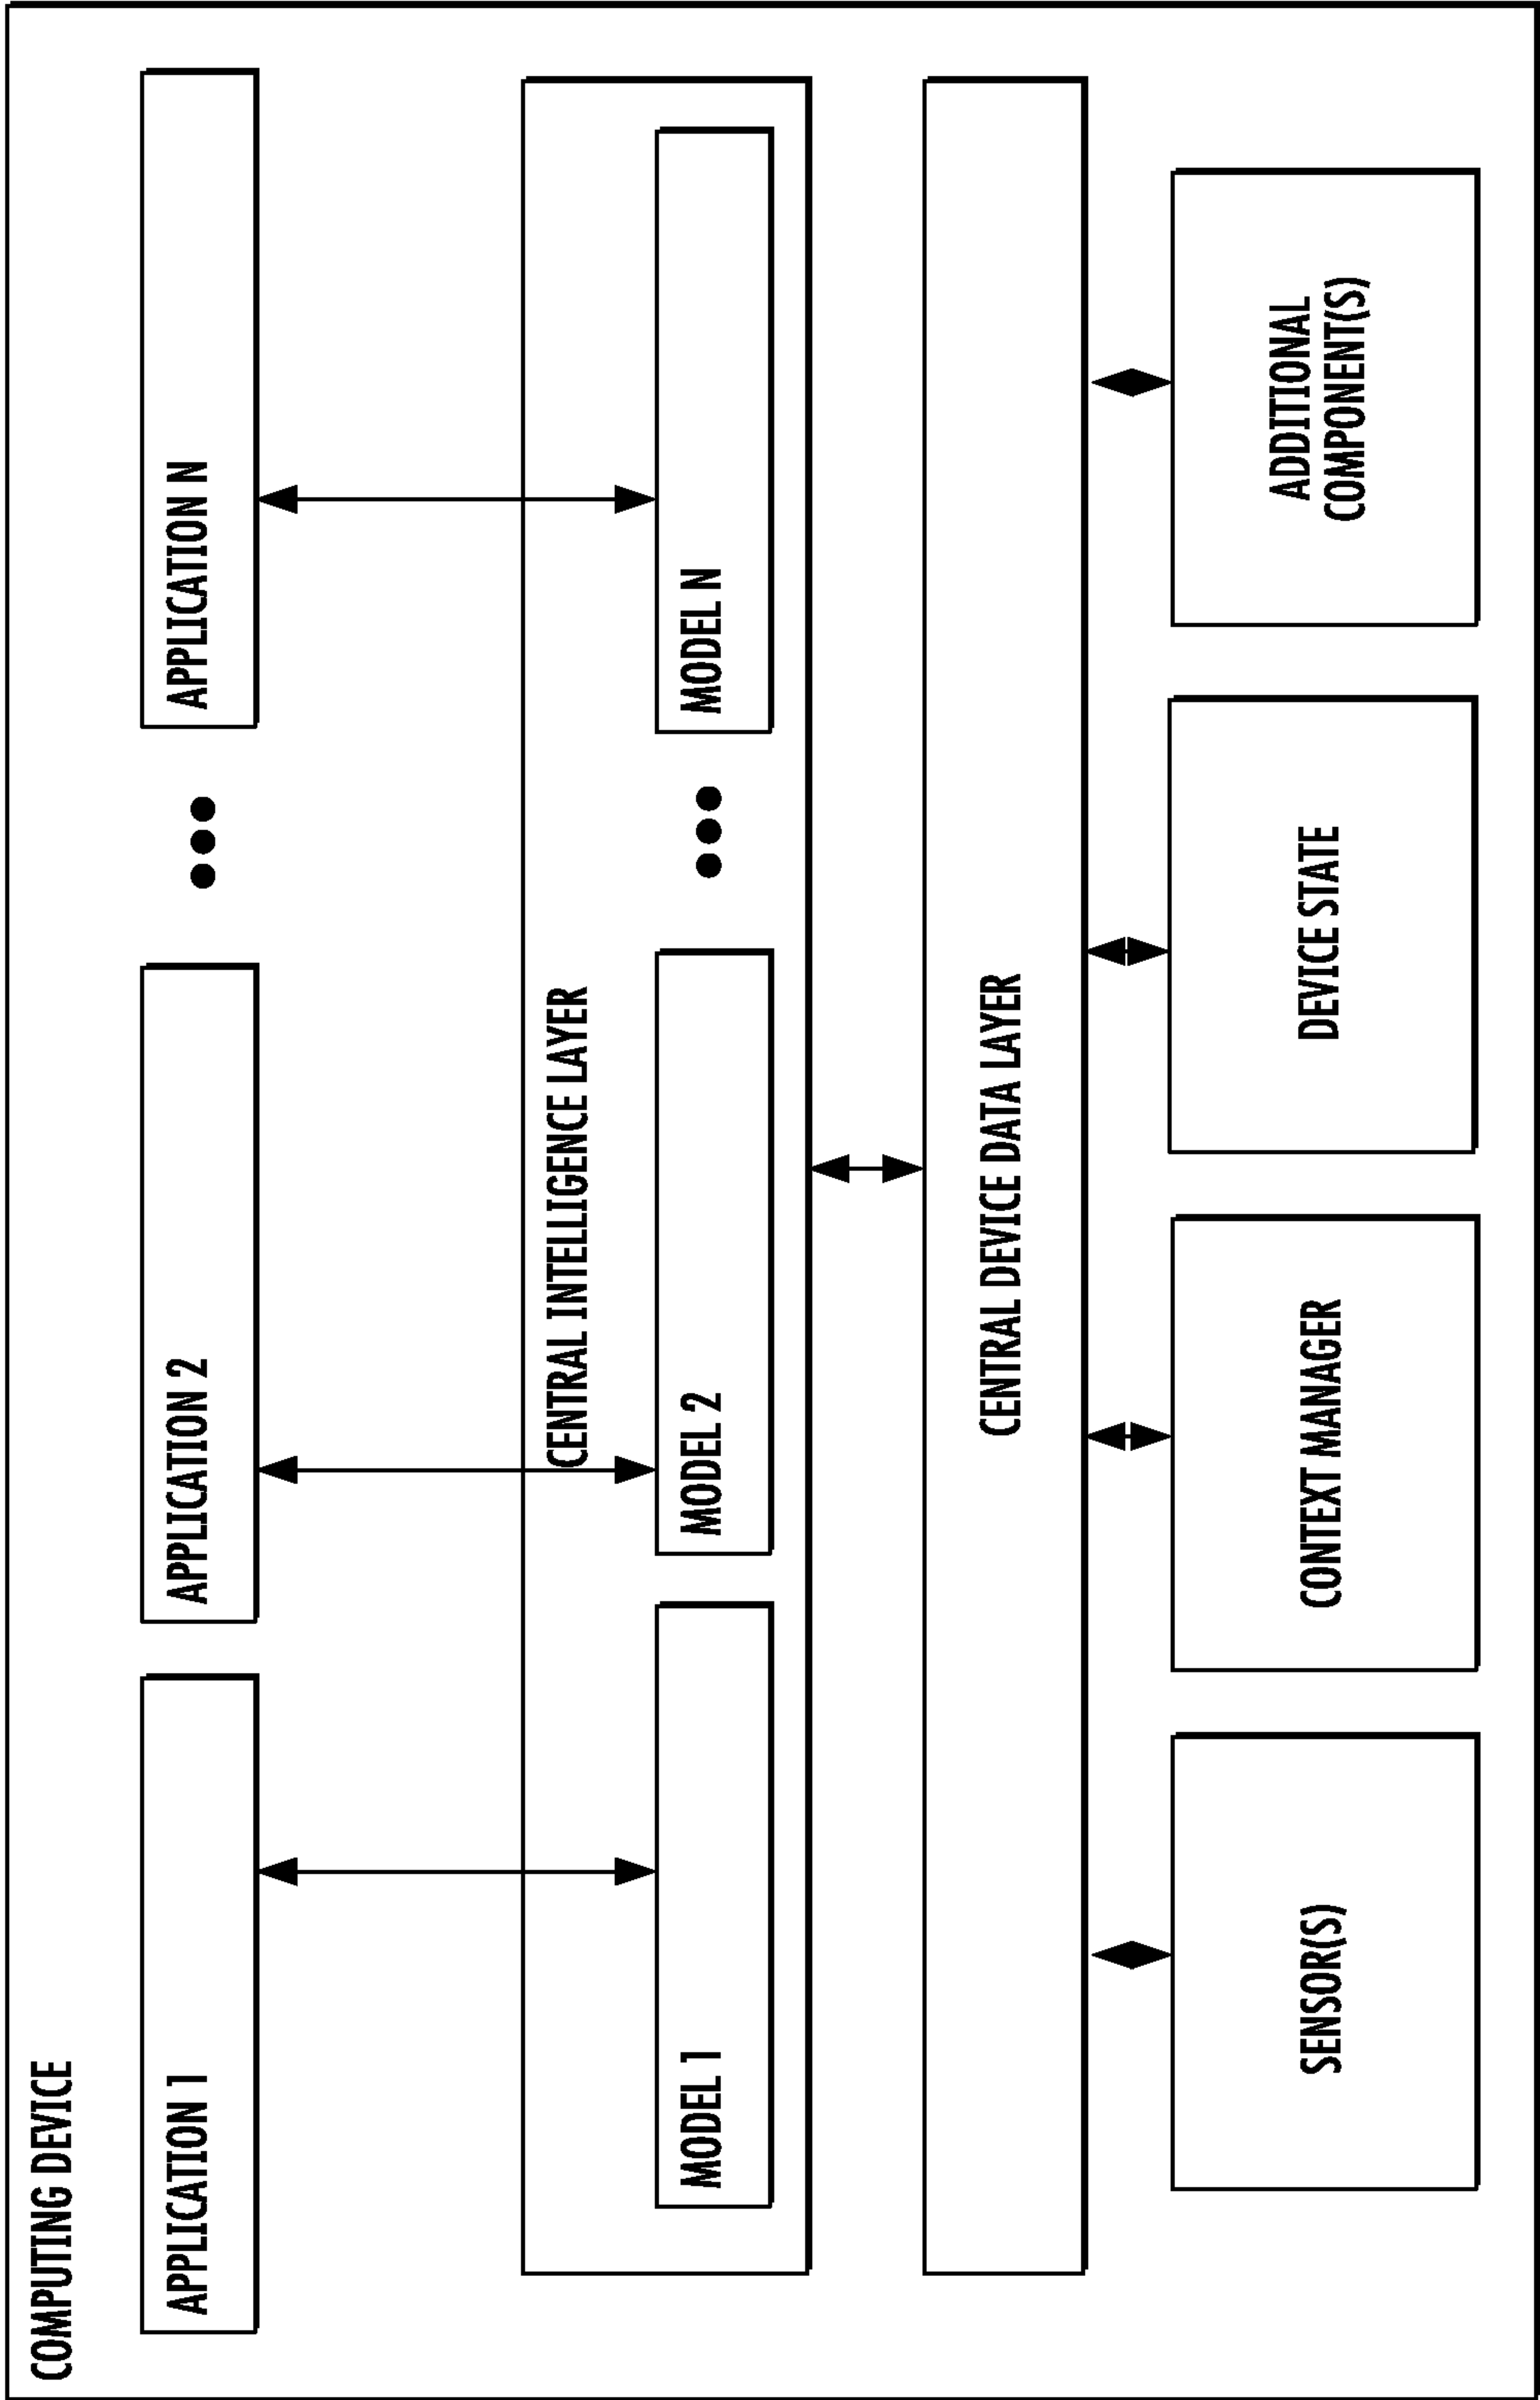 COMPUTING DEVICE
APPLICATION 1
APPLICATION 2
APPLICATION N
CENTRAL INTELLIGENCE LAYER
MODEL 1
MODEL 2
MODEL N
CENTRAL DEVICE DATA LAYER
SENSOR(S)
CONTEXT MANAGER
DEVICE STATE
ADDITIONAL
COMPONENT(S)